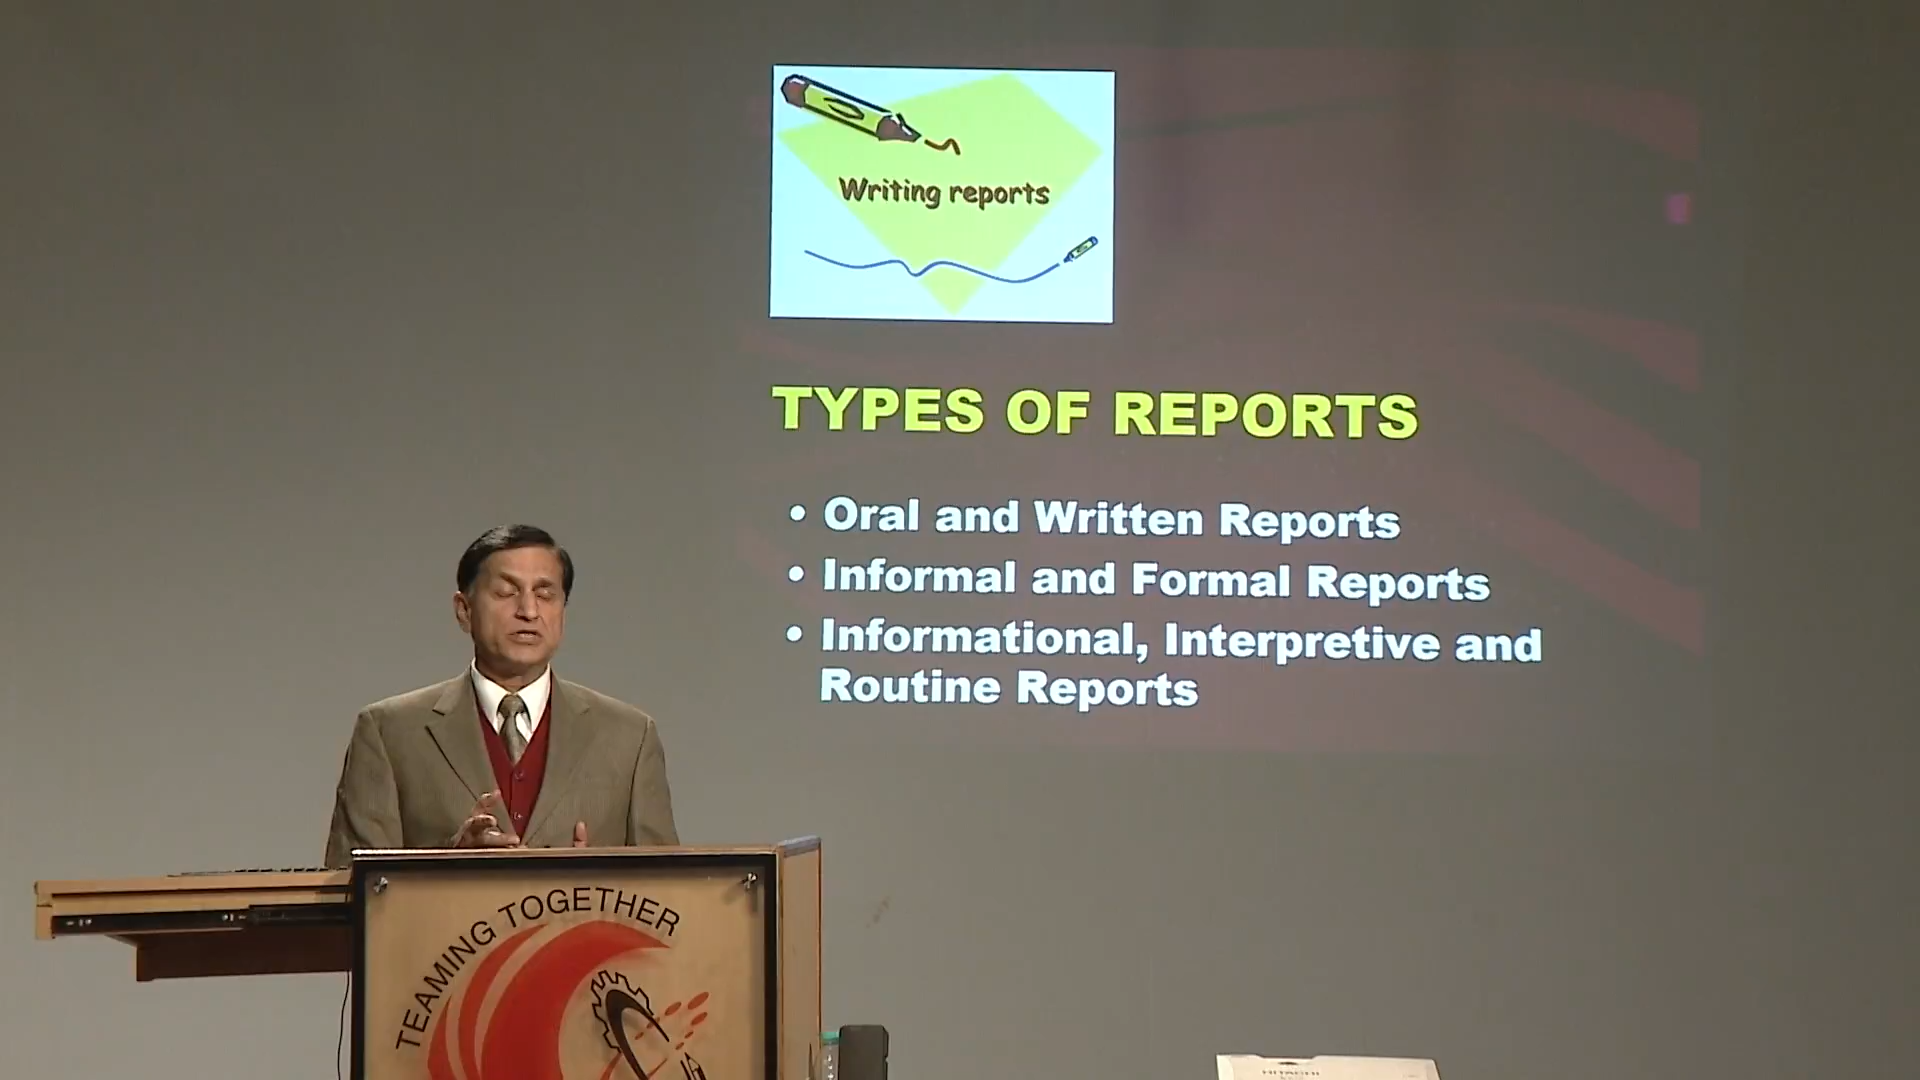 Writing reports
TYPES OF REPORTS
• Oral and Written Reports
• Informal and Formal Reports
• Informational, Interpretive and
Routine Reports
TEAMING TOGETHER
HITACHI